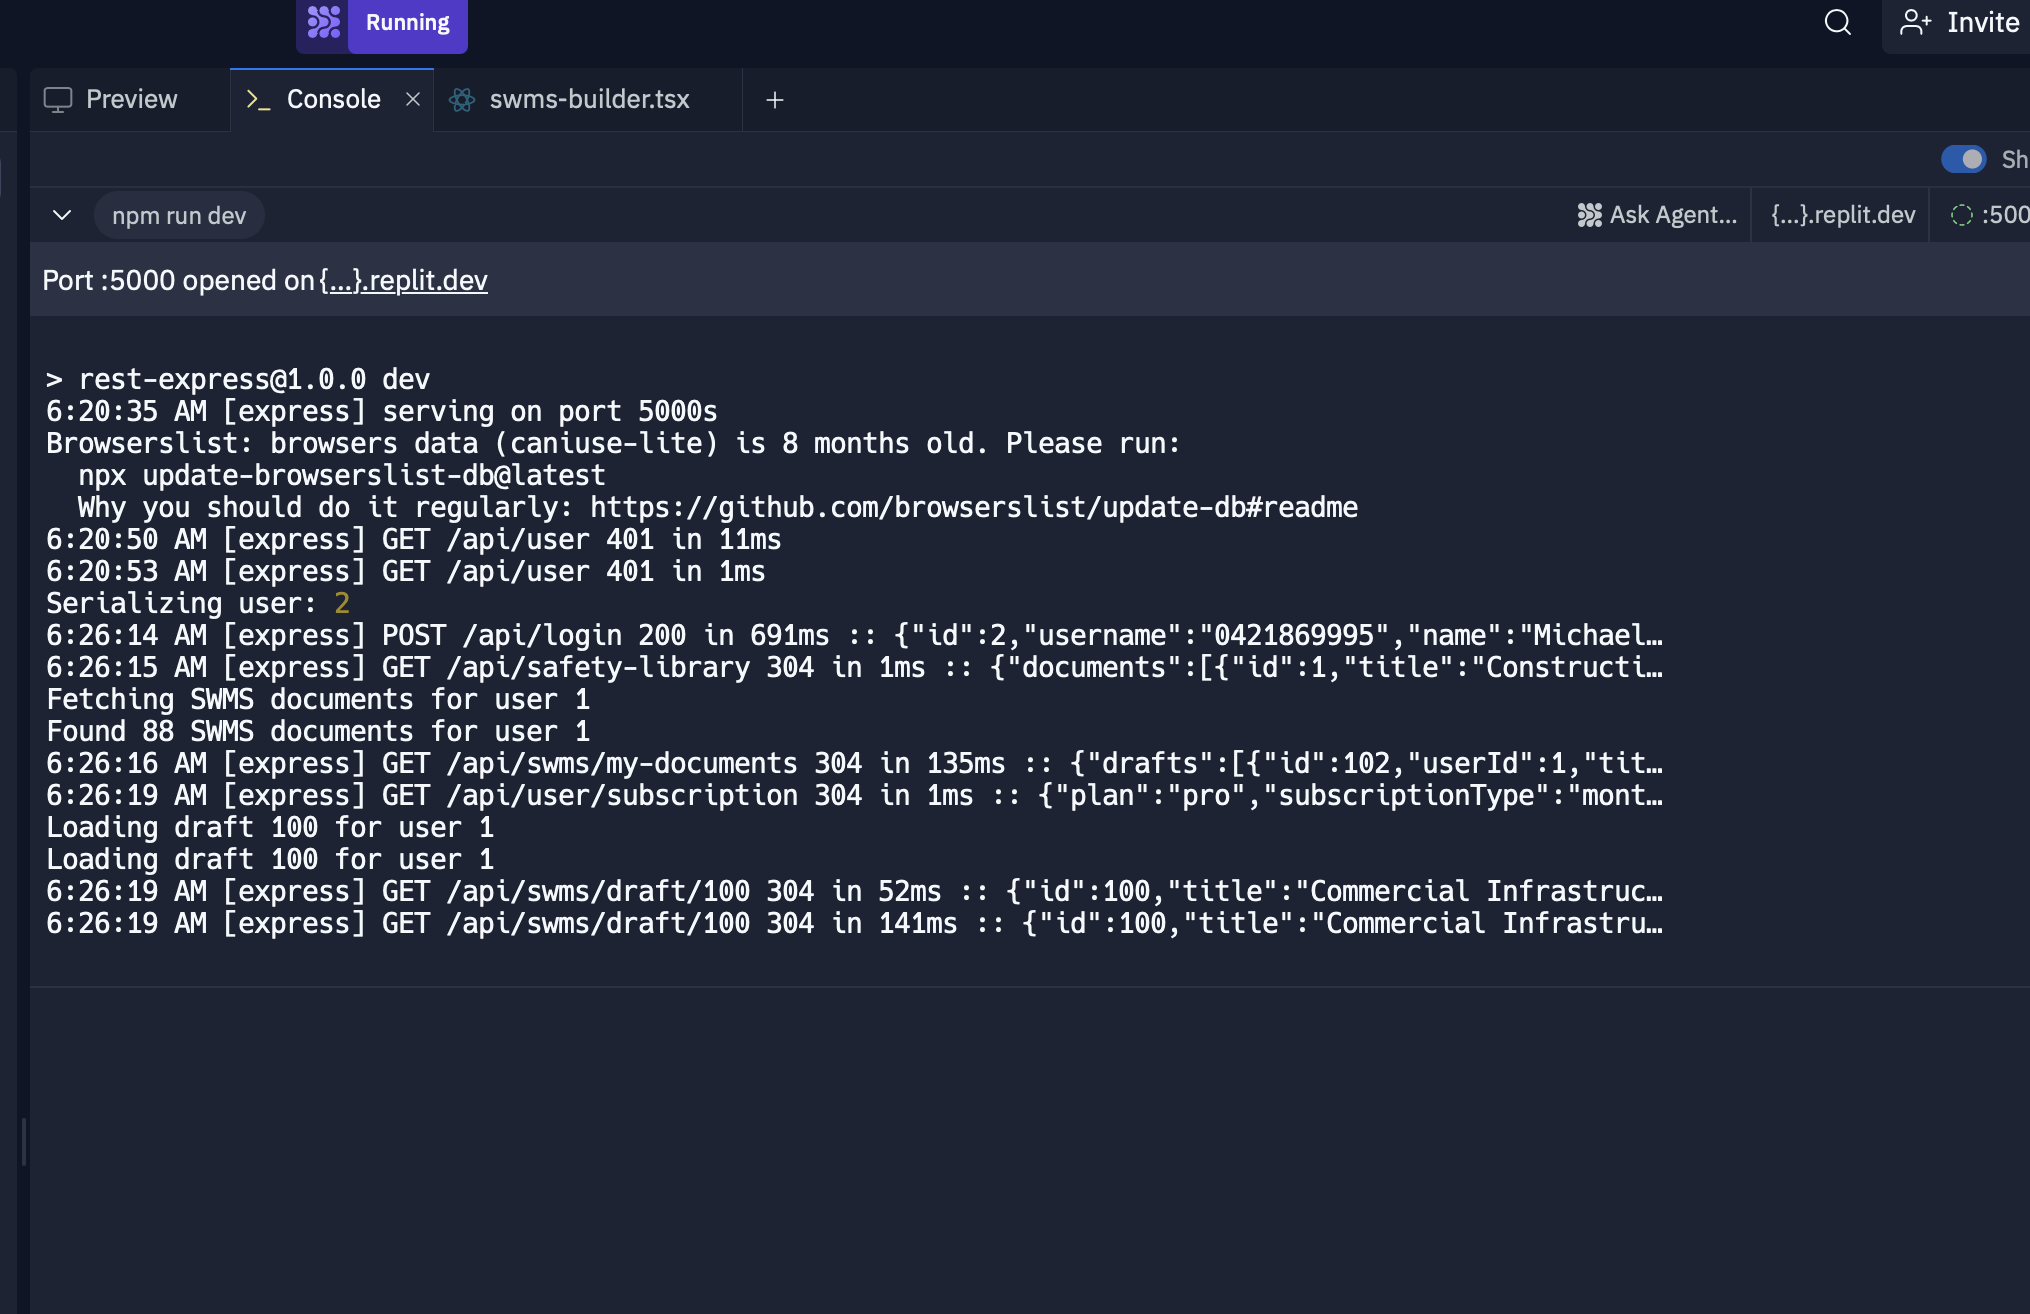 Running
Invite
Preview
Console
swms-builder.tsx
Sh
npm run dev
Ask Agent...
{...}.replit.dev
:500
Port :5000 opened on {...}.replit.dev
> rest-express@1.0.0 dev
6:20:35 AM [express] serving on port 5000s
Browserslist: browsers data (caniuse-lite) is 8 months old. Please run:
npx update-browserslist-db@latest
Why you should do it regularly: https://github.com/browserslist/update-db#readme
6:20:50 AM [express] GET /api/user 401 in 11ms
6:20:53 AM [express] GET /api/user 401 in 1ms
Serializing user: 2
6:26:14 AM [express] POST /api/login 200 in 691ms :: {"id":2,"username":"0421869995","name":"Michael…
6:26:15 AM [express] GET /api/safety-library 304 in 1ms :: {"documents":[{"id":1,"title":"Constructi…
Fetching SWMS documents for user 1
Found 88 SWMS documents for user 1
6:26:16 AM [express] GET /api/swms/my-documents 304 in 135ms :: {"drafts":[{"id":102,"userId":1,"tit…
6:26:19 AM [express] GET /api/user/subscription 304 in 1ms :: {"plan":"pro","subscriptionType":"mont…
Loading draft 100 for user 1
Loading draft 100 for user 1
6:26:19 AM [express] GET /api/swms/draft/100 304 in 52ms :: {"id":100,"title":"Commercial Infrastruc…
6:26:19 AM [express] GET /api/swms/draft/100 304 in 141ms :: {"id":100,"title":"Commercial Infrastru…